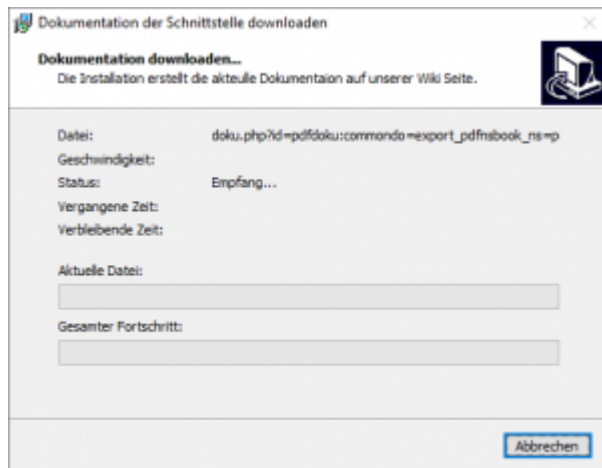 Dokumentation der Schnittstelle downloaden
Dokumentation downloaden...
Die Installation erstellt die akteulle Dokumentaion auf unserer Wiki Seite.
Datei: doku.php?id=pdfdoku:commondo=export_pdfnsbook_ns=p
Geschwindigkeit:
Status: Empfang...
Vergangene Zeit:
Verbleibende Zeit:
Aktuelle Datei:
Gesamter Fortschritt:
Abbrechen